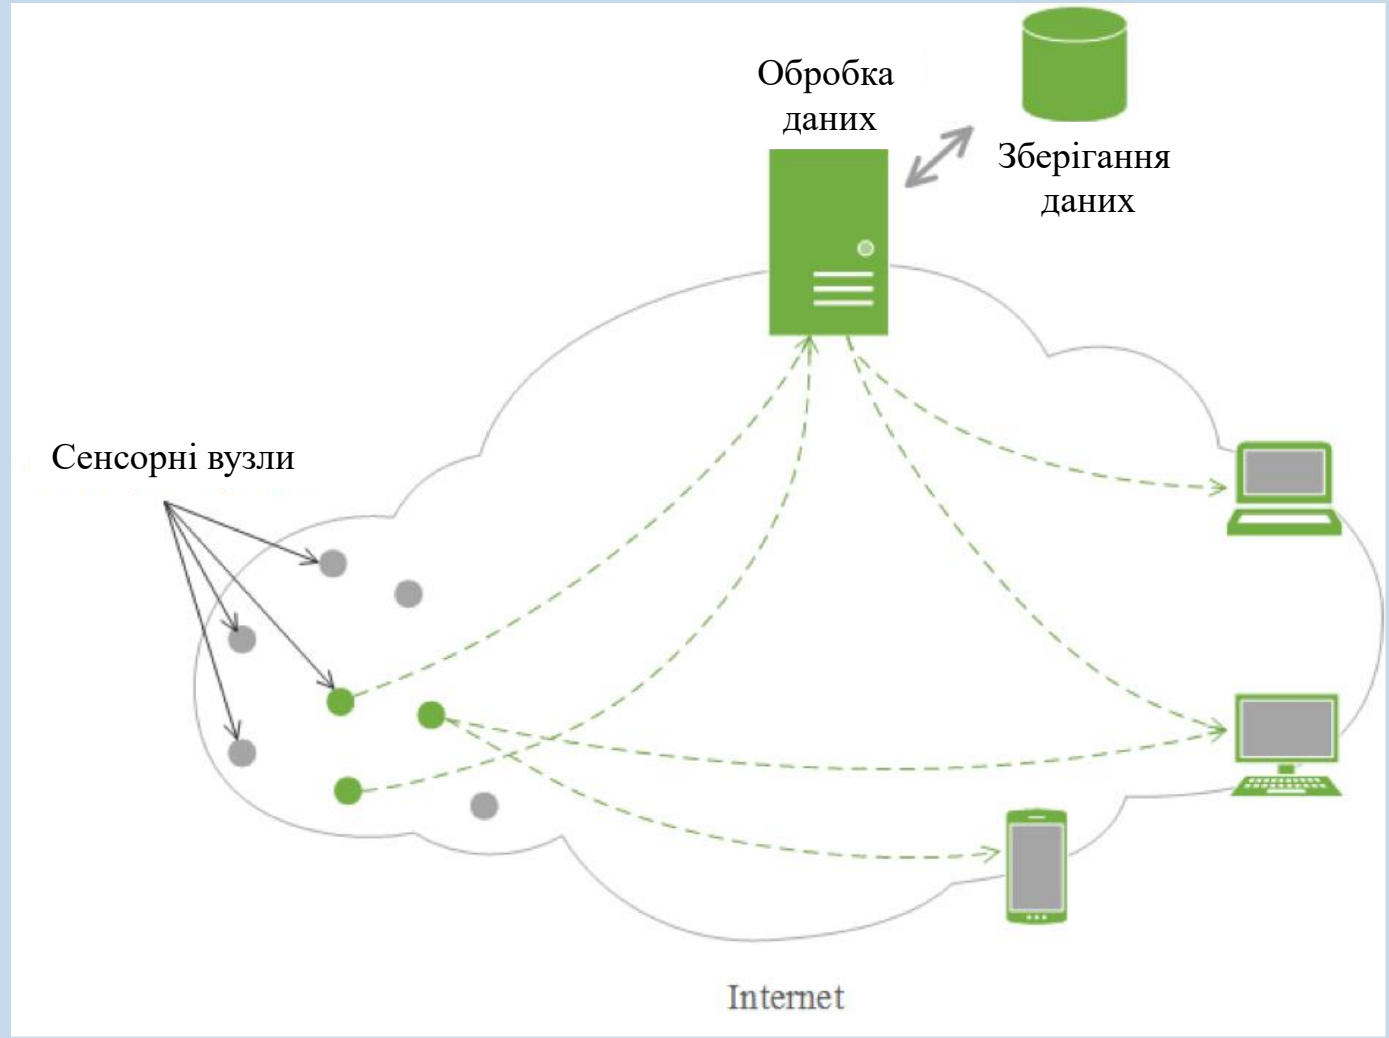 Обробка
даних
Зберігання
даних
Сенсорні вузли
Internet